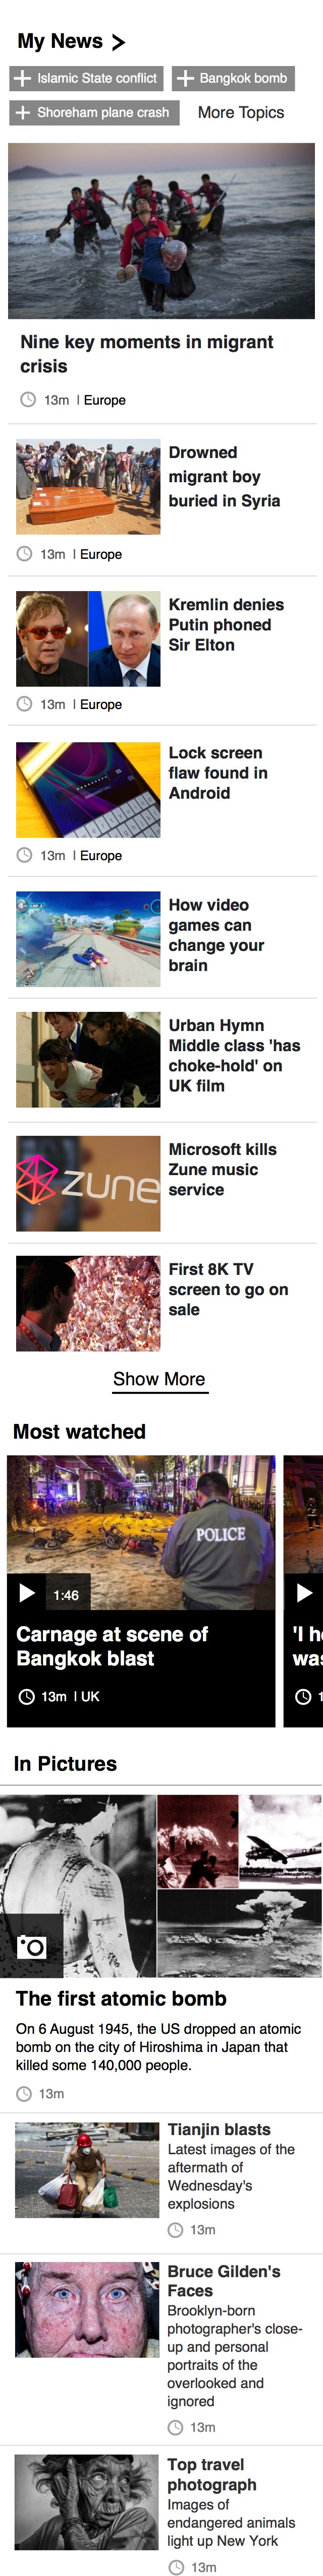 My News
Islamic State conflict
Bangkok bomb
Shoreham plane crash
More Topics
Nine key moments in migrant
crisis
13m | Europe
Drowned
migrant boy
buried in Syria
13m | Europe
Kremlin denies
Putin phoned
Sir Elton
13m | Europe
Lock screen
flaw found in
Android
13m | Europe
How video
games can
change your
brain
Urban Hymn
Middle class 'has
choke-hold' on
UK film
zune
Microsoft kills
Zune music
service
First 8K TV
screen to go on
sale
Show More
Most watched
POLICE
1:46
Carnage at scene of
Bangkok blast
13m | UK
'I h
was
1
In Pictures
The first atomic bomb
On 6 August 1945, the US dropped an atomic
bomb on the city of Hiroshima in Japan that
killed some 140,000 people.
13m
Tianjin blasts
Latest images of the
aftermath of
Wednesday's
explosions
13m
Bruce Gilden's
Faces
Brooklyn-born
photographer's close-
up and personal
portraits of the
overlooked and
ignored
13m
Top travel
photograph
Images of
endangered animals
light up New York
13m